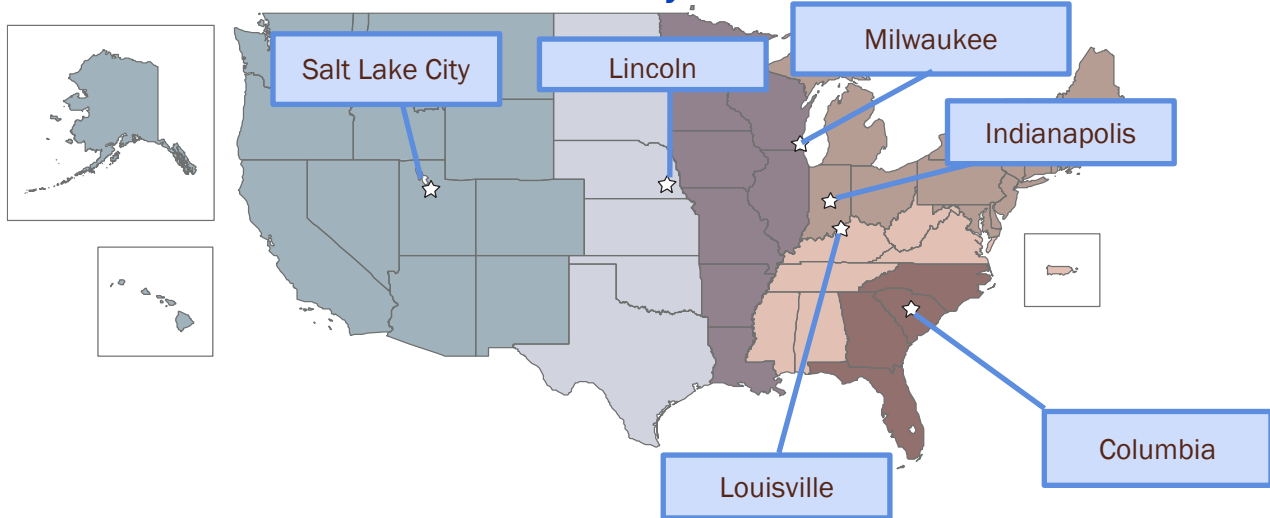 Milwaukee
Salt Lake City
Lincoln
Indianapolis
Columbia
Louisville